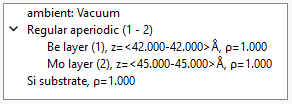 ambient: Vacuum
Regular aperiodic (1 - 2)
Be layer (1), z=<42.000-42.000>Å, ρ=1.000
Mo layer (2), z=<45.000-45.000>Å, ρ=1.000
Si substrate, ρ=1.000